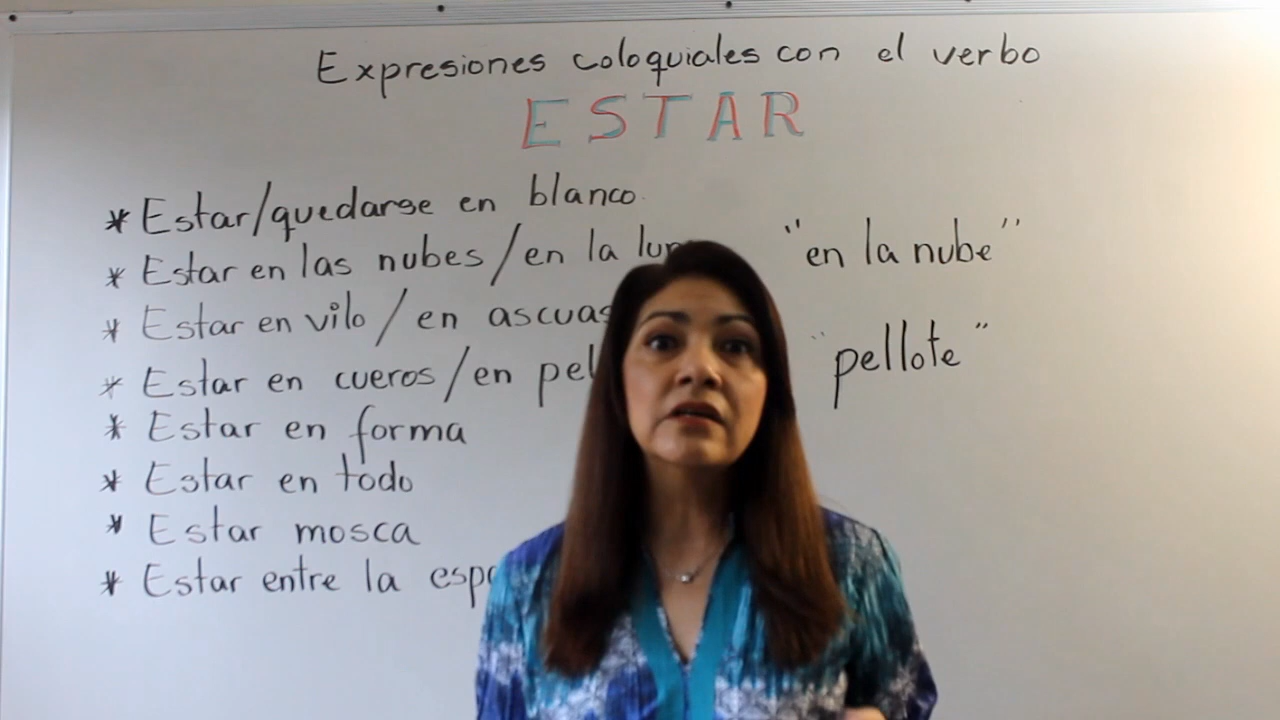 Expresiones coloquiales con el verbo
ESTAR
* Estar/quedarse en blanco.
* Estar en las nubes / en la "en la nube"
* Estar en vilo / en ascuas
* Estar en cueros / en "pellote"
* Estar en forma
* Estar en todo
* Estar mosca
* Estar entre la